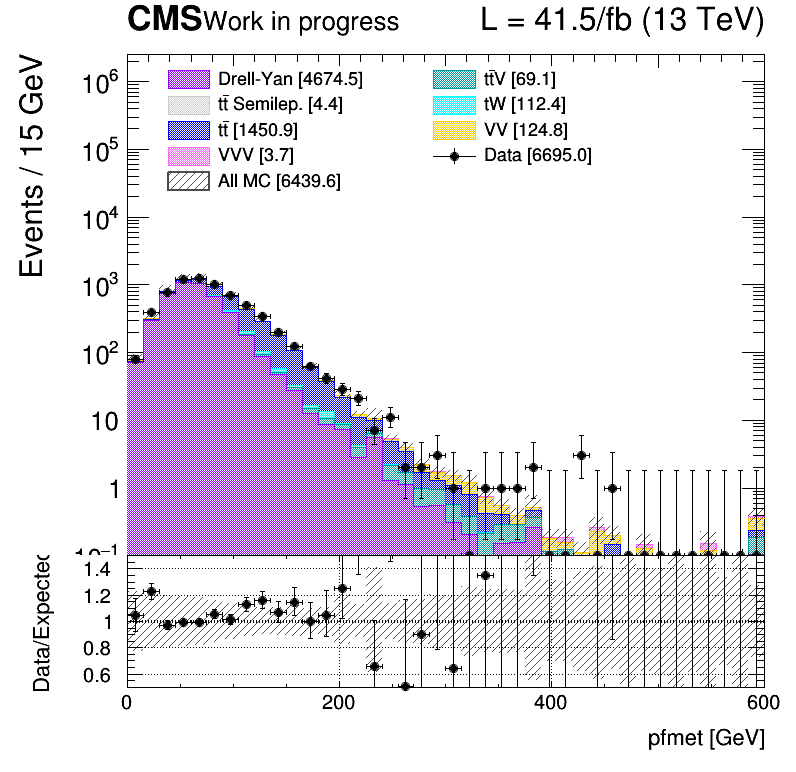 CMS Work in progress L = 41.5/fb (13 TeV)
Events / 15 GeV
Drell-Yan [4674.5]
tt̄ Semilep. [4.4]
tt̄ [1450.9]
VVV [3.7]
All MC [6439.6]
tt̄V [69.1]
tW [112.4]
VV [124.8]
Data [6695.0]
10⁶
10⁵
10⁴
10³
10²
10
1
10⁻¹
Data/Expected
1.4
1.2
1
0.8
0.6
0 200 400 600
pfmet [GeV]